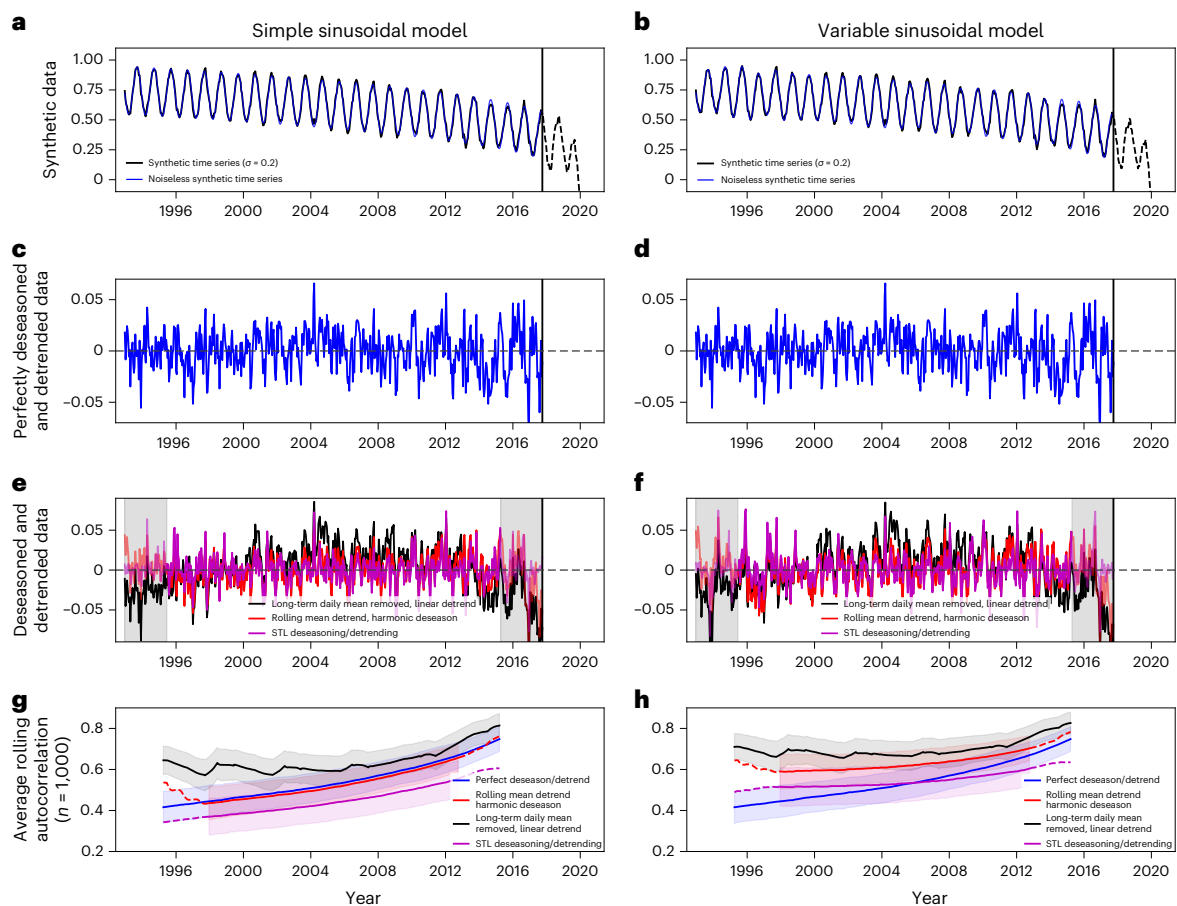 a
b
Simple sinusoidal model
Variable sinusoidal model
Synthetic data
1.00
0.75
0.50
0.25
0
Synthetic time series (σ = 0.2)
Noiseless synthetic time series
1996 2000 2004 2008 2012 2016 2020
1.00
0.75
0.50
0.25
0
Synthetic time series (σ = 0.2)
Noiseless synthetic time series
1996 2000 2004 2008 2012 2016 2020
c
d
Perfectly deseasoned
and detrended data
0.05
0
−0.05
1996 2000 2004 2008 2012 2016 2020
0.05
0
−0.05
1996 2000 2004 2008 2012 2016 2020
e
f
Deseasoned and
detrended data
0.05
0
−0.05
Long-term daily mean removed, linear detrend
Rolling mean detrend, harmonic deseason
STL deseasoning/detrending
1996 2000 2004 2008 2012 2016 2020
0.05
0
−0.05
Long-term daily mean removed, linear detrend
Rolling mean detrend, harmonic deseason
STL deseasoning/detrending
1996 2000 2004 2008 2012 2016 2020
g
h
Average rolling
autocorrelation
(n = 1,000)
0.8
0.6
0.4
0.2
Perfect deseason/detrend
Rolling mean detrend
harmonic deseason
Long-term daily mean
removed, linear detrend
STL deseasoning/detrending
1996 2000 2004 2008 2012 2016 2020
Year
0.8
0.6
0.4
0.2
Perfect deseason/detrend
Rolling mean detrend
harmonic deseason
Long-term daily mean
removed, linear detrend
STL deseasoning/detrending
1996 2000 2004 2008 2012 2016 2020
Year